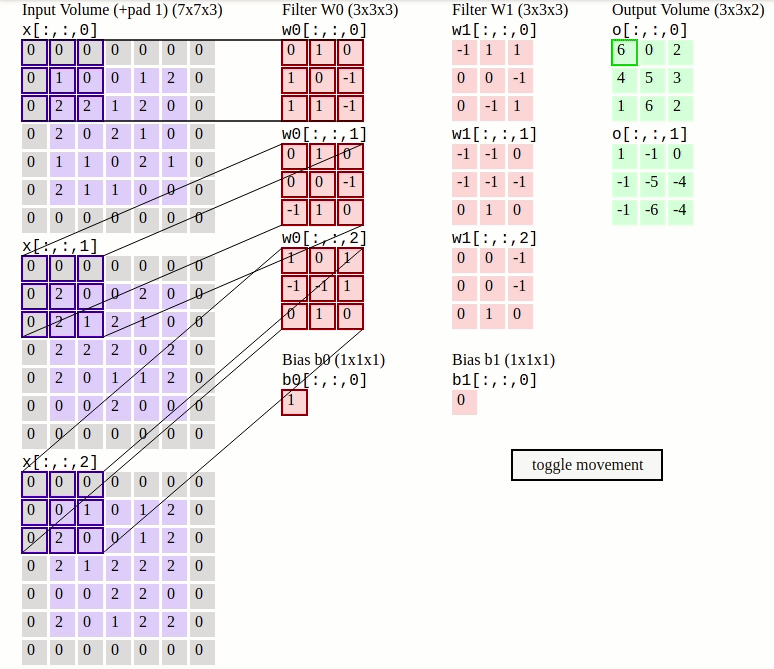 Input Volume (+pad 1) (7x7x3)
x[:,:,0]
0 0 0 0 0 0 0
0 1 0 0 1 2 0
0 2 2 1 2 0 0
0 2 0 2 1 0 0
0 1 1 0 2 1 0
0 2 1 1 0 0 0
0 0 0 0 0 0 0
x[:,:,1]
0 0 0 0 0 0 0
0 2 0 0 2 0 0
0 2 1 2 1 0 0
0 2 2 2 0 2 0
0 2 0 1 1 2 0
0 0 0 2 0 0 0
0 0 0 0 0 0 0
x[:,:,2]
0 0 0 0 0 0 0
0 0 1 0 1 2 0
0 2 0 0 1 2 0
0 2 1 2 2 2 0
0 0 0 2 2 2 0
0 2 0 1 2 2 0
0 0 0 0 0 0 0
Filter W0 (3x3x3)
w0[:,:,0]
0 1 0
1 0 -1
1 1 -1
w0[:,:,1]
0 1 0
0 0 -1
-1 1 0
w0[:,:,2]
1 0 1
-1 -1 1
0 1 0
Bias b0 (1x1x1)
b0[:,:,0]
1
Filter W1 (3x3x3)
w1[:,:,0]
-1 1 1
0 0 -1
0 -1 1
w1[:,:,1]
-1 -1 0
-1 -1 -1
0 1 0
w1[:,:,2]
0 0 -1
0 0 -1
0 1 0
Bias b1 (1x1x1)
b1[:,:,0]
0
Output Volume (3x3x2)
o[:,:,0]
6 0 2
4 5 3
1 6 2
o[:,:,1]
1 -1 0
-1 -5 -4
-1 -6 -4
toggle movement